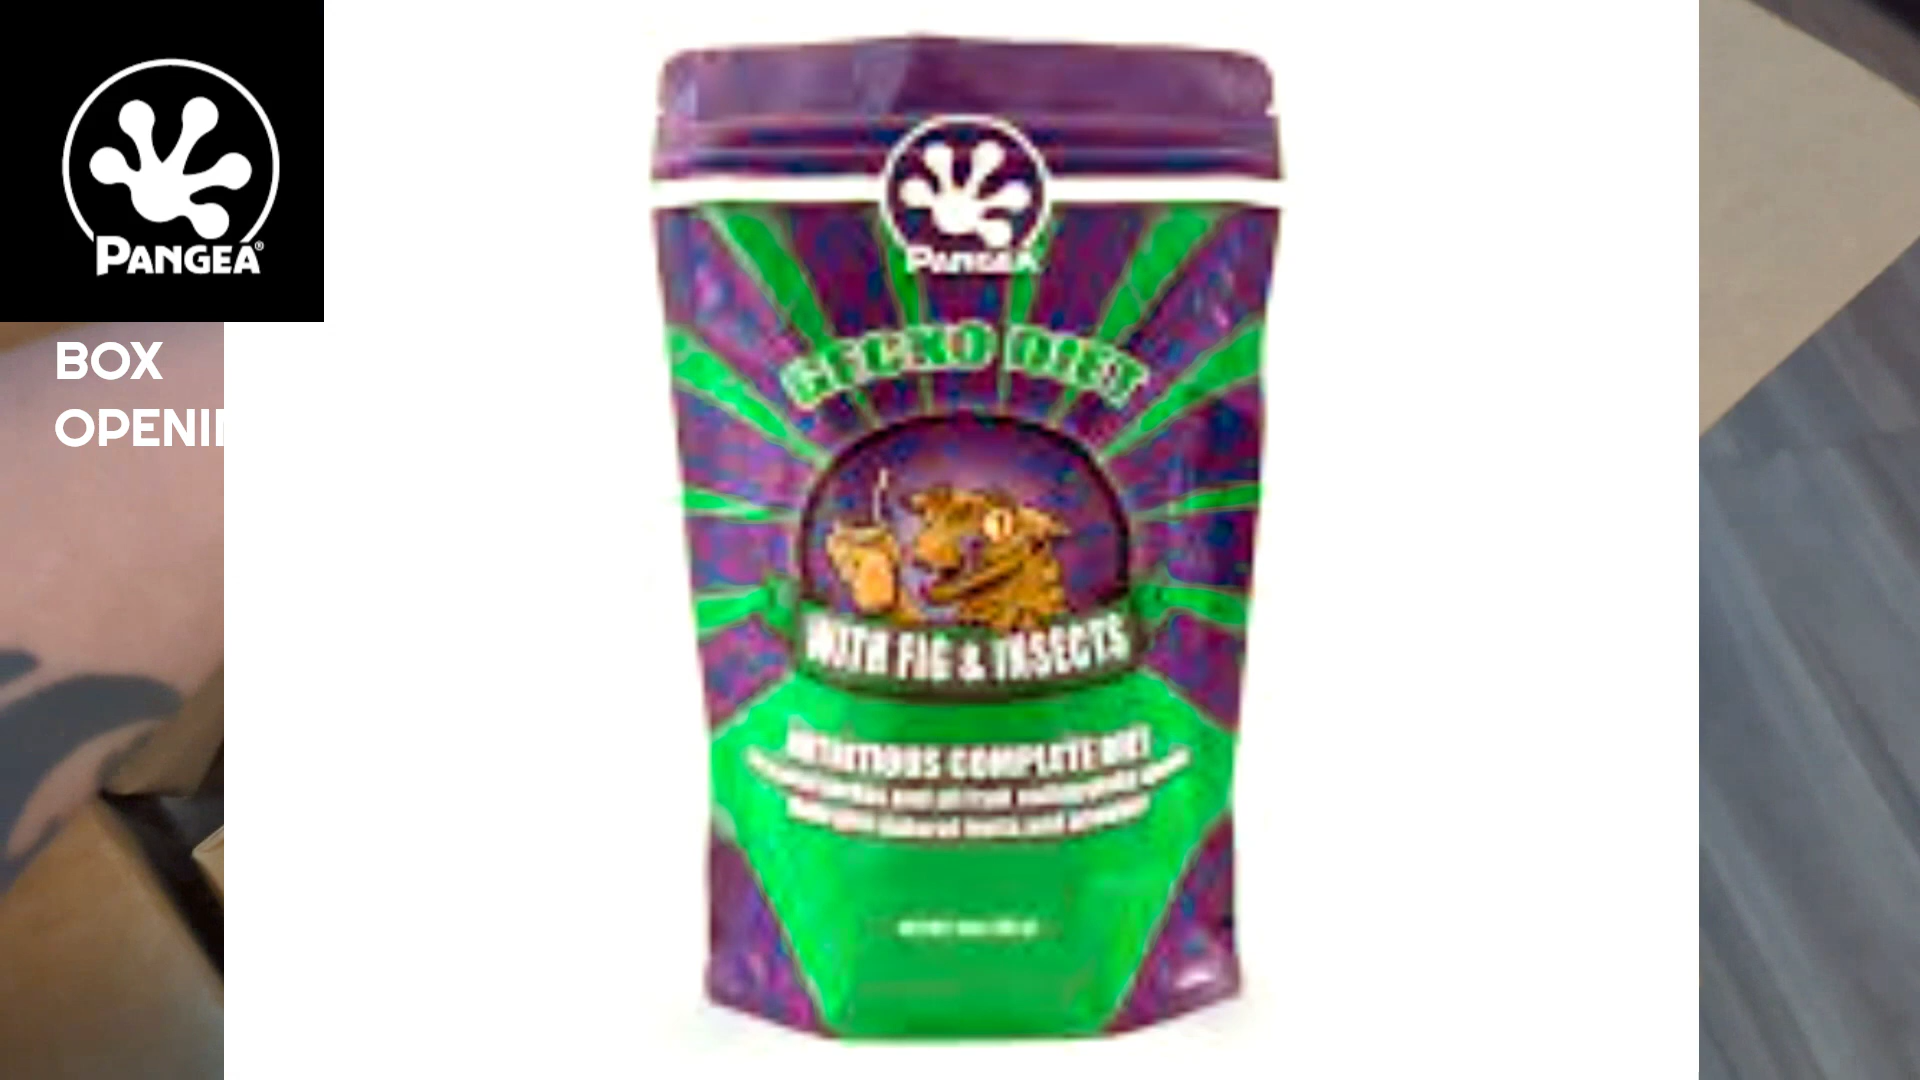 PANGEA®
BOX
OPENI
PANGEA
GECKO DIET
WITH FIG & INSECTS
NUTRITIOUS COMPLETE DIET